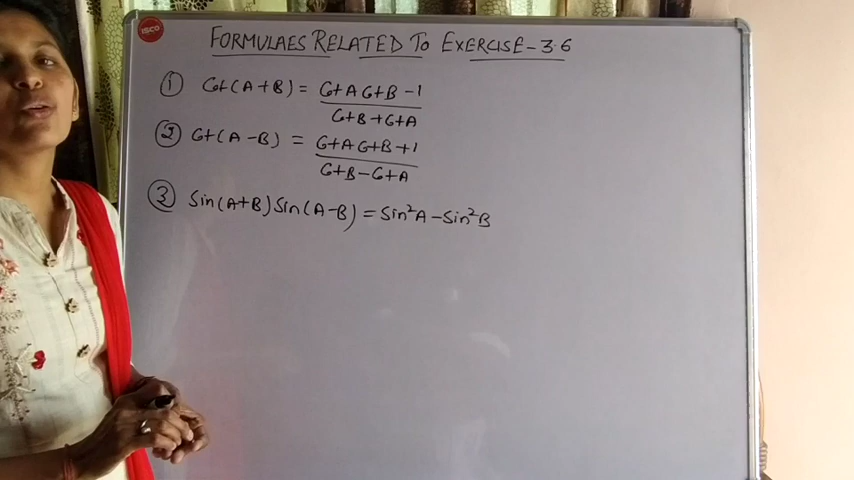 ISCO
FORMULAES RELATED TO EXERCISE-3.6
① Cot(A+B) = CotA CotB -1 / CotB + CotA
② Cot(A-B) = CotA CotB +1 / CotB - CotA
③ Sin(A+B)Sin(A-B) = Sin²A - Sin²B